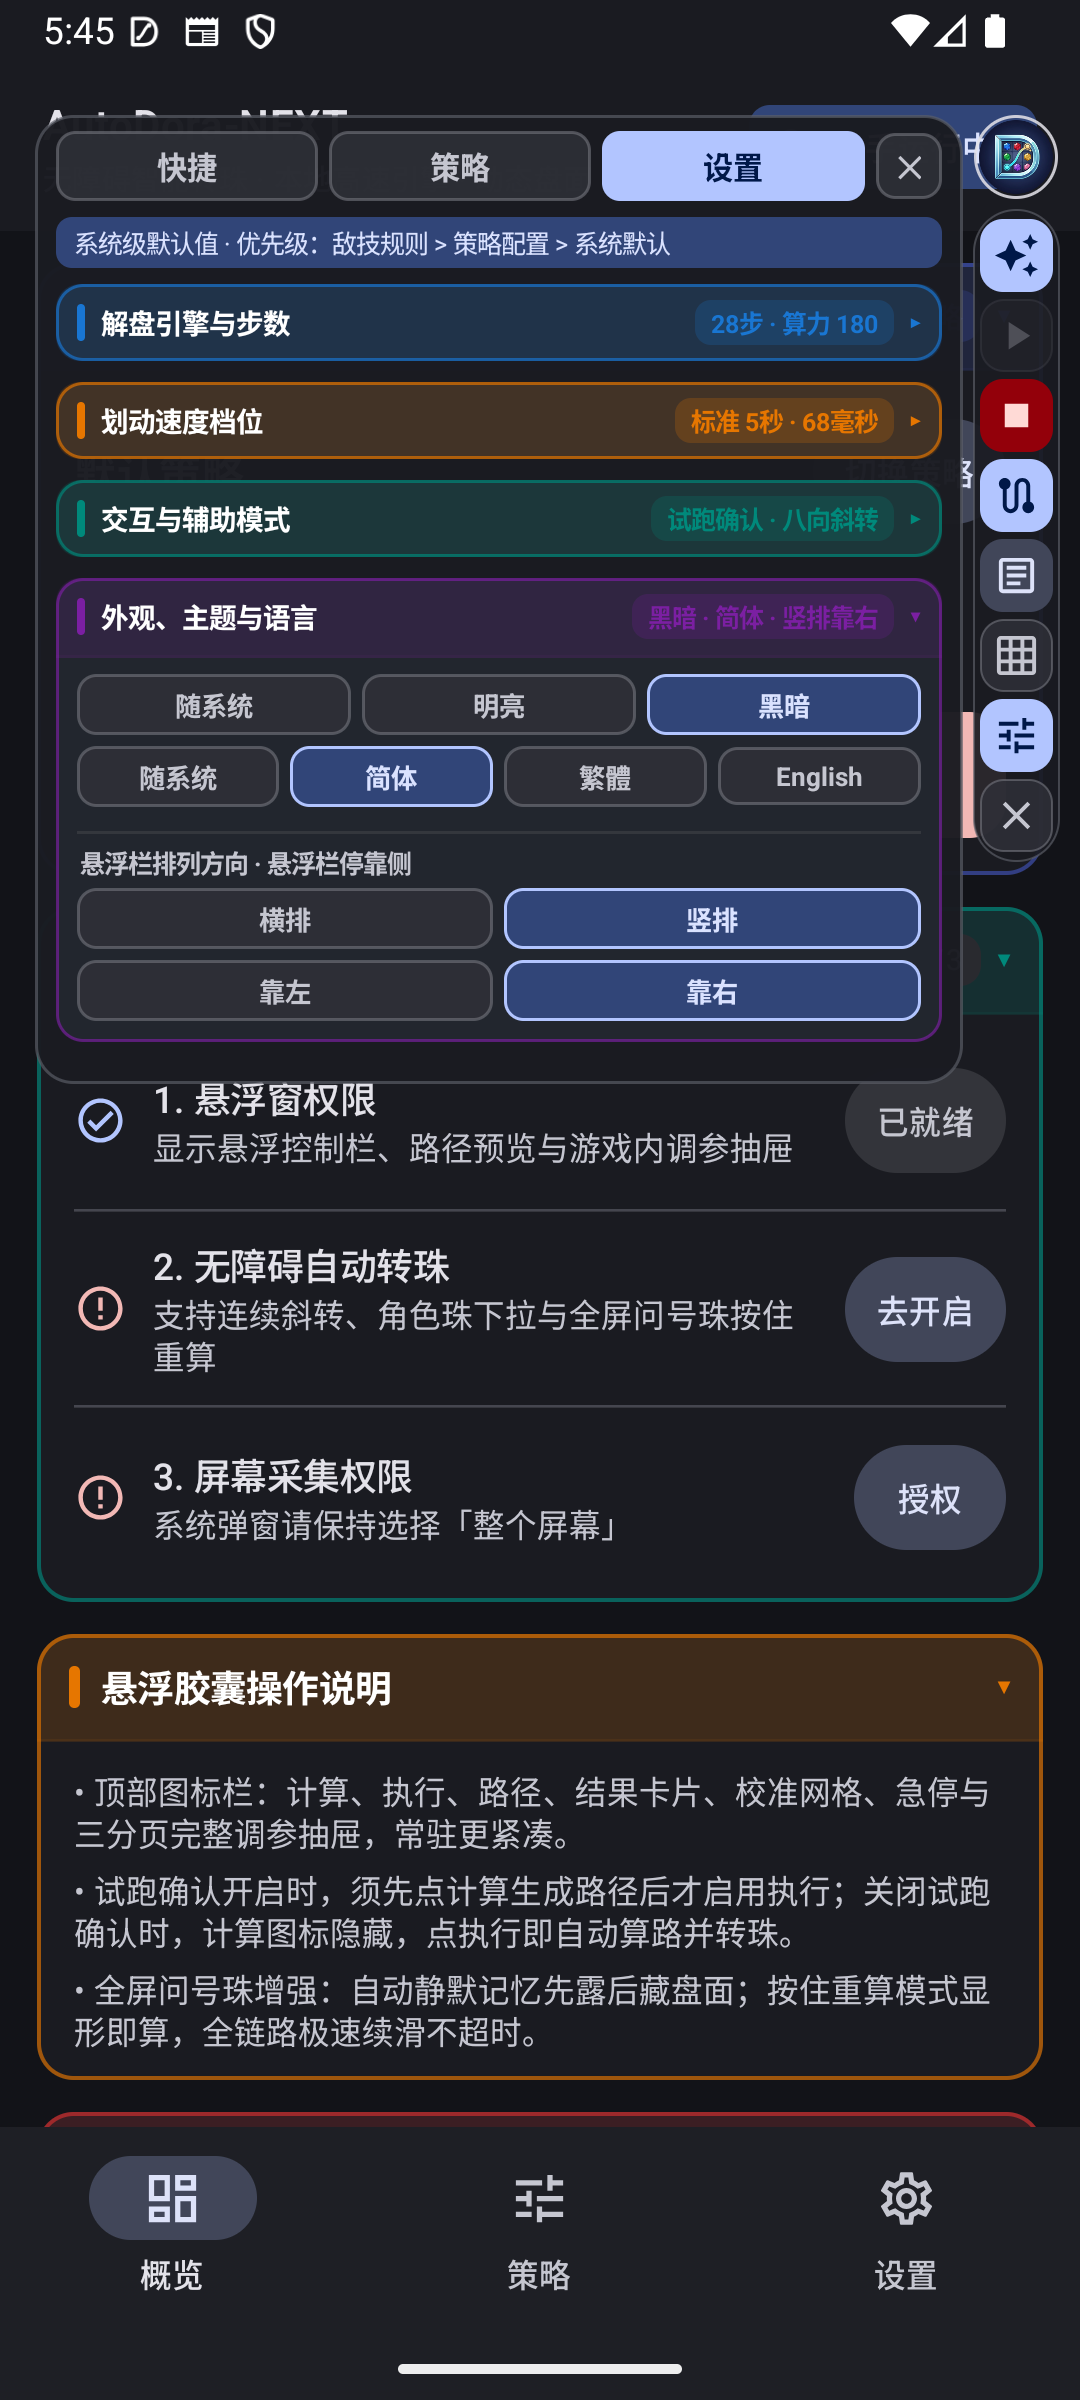 5:45
AutoDora-NEXT
快捷
策略
设置
系统级默认值 · 优先级：敌技规则 > 策略配置 > 系统默认
解盘引擎与步数
28步 · 算力 180
划动速度档位
标准 5秒 · 68毫秒
交互与辅助模式
试跑确认 · 八向斜转
外观、主题与语言
黑暗 · 简体 · 竖排靠右
随系统
明亮
黑暗
随系统
简体
繁體
English
悬浮栏排列方向 · 悬浮栏停靠侧
横排
竖排
靠左
靠右
1. 悬浮窗权限
显示悬浮控制栏、路径预览与游戏内调参抽屉
已就绪
2. 无障碍自动转珠
支持连续斜转、角色珠下拉与全屏问号珠按住
重算
去开启
3. 屏幕采集权限
系统弹窗请保持选择「整个屏幕」
授权
悬浮胶囊操作说明
• 顶部图标栏：计算、执行、路径、结果卡片、校准网格、急停与
三分页完整调参抽屉，常驻更紧凑。
• 试跑确认开启时，须先点计算生成路径后才启用执行；关闭试跑
确认时，计算图标隐藏，点执行即自动算路并转珠。
• 全屏问号珠增强：自动静默记忆先露后藏盘面；按住重算模式显
形即算，全链路极速续滑不超时。
概览
策略
设置